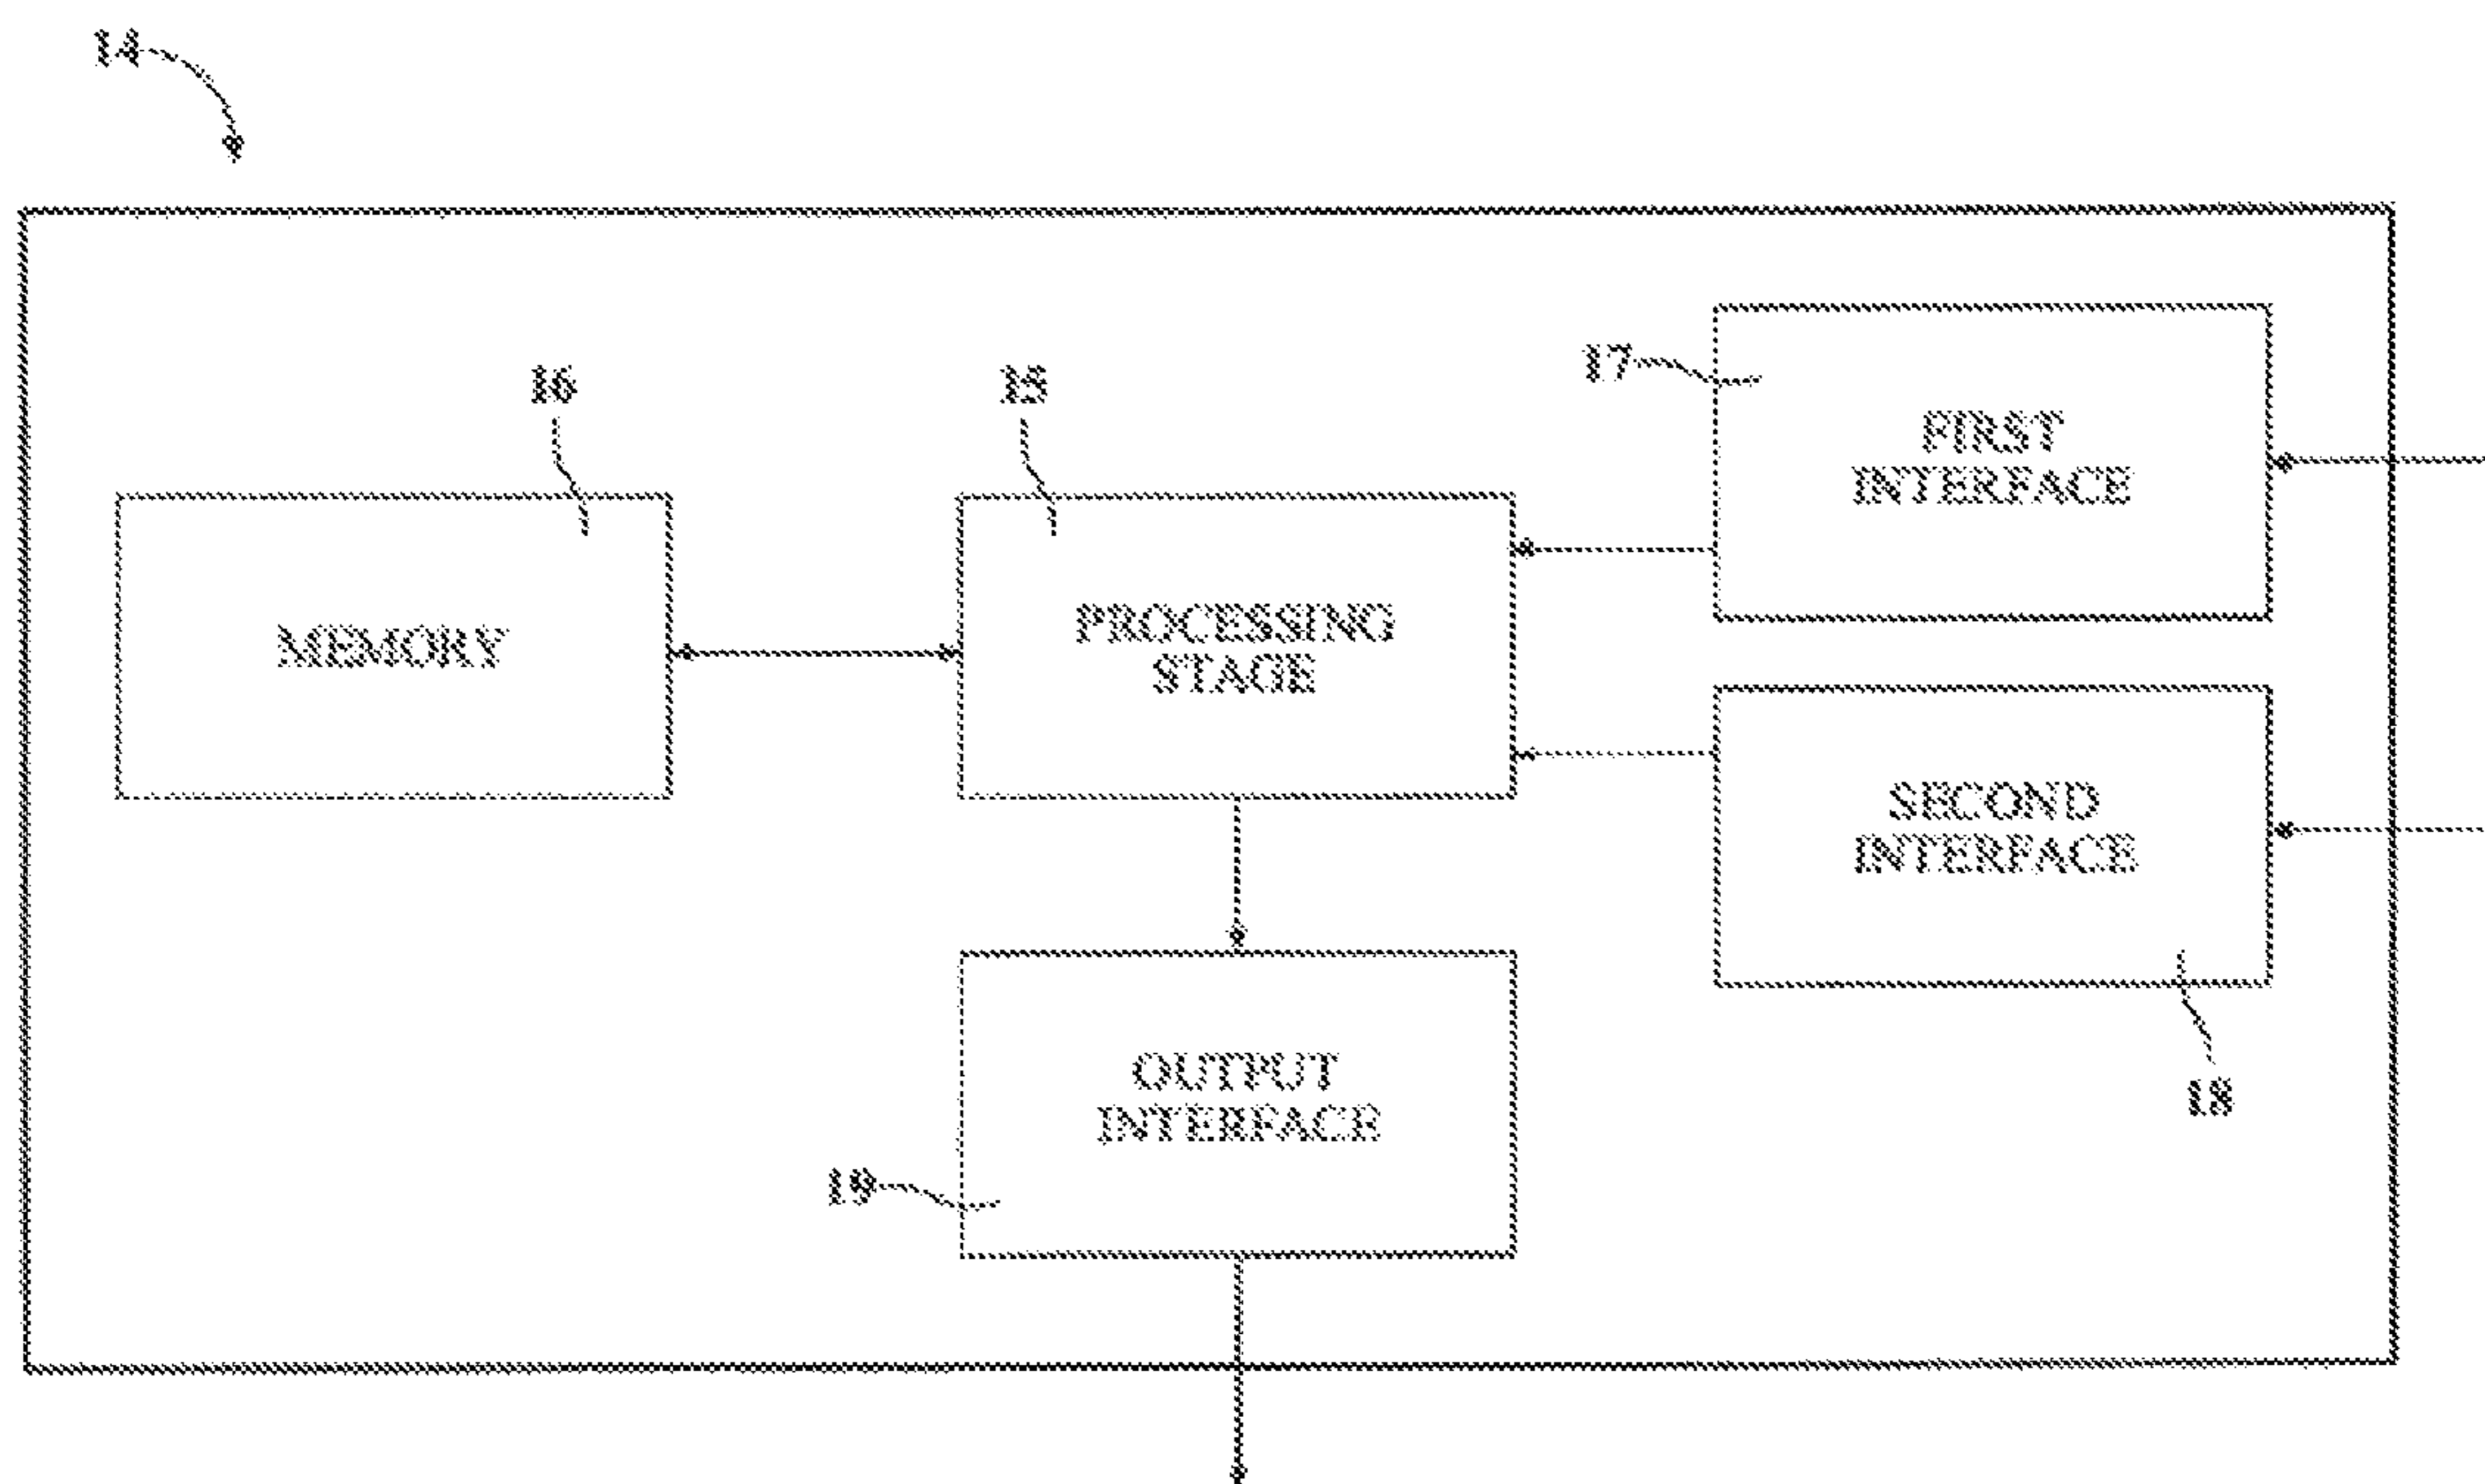 14
16
15
17
FIRST
INTERFACE
MEMORY
PROCESSING
STAGE
SECOND
INTERFACE
18
OUTPUT
INTERFACE
19